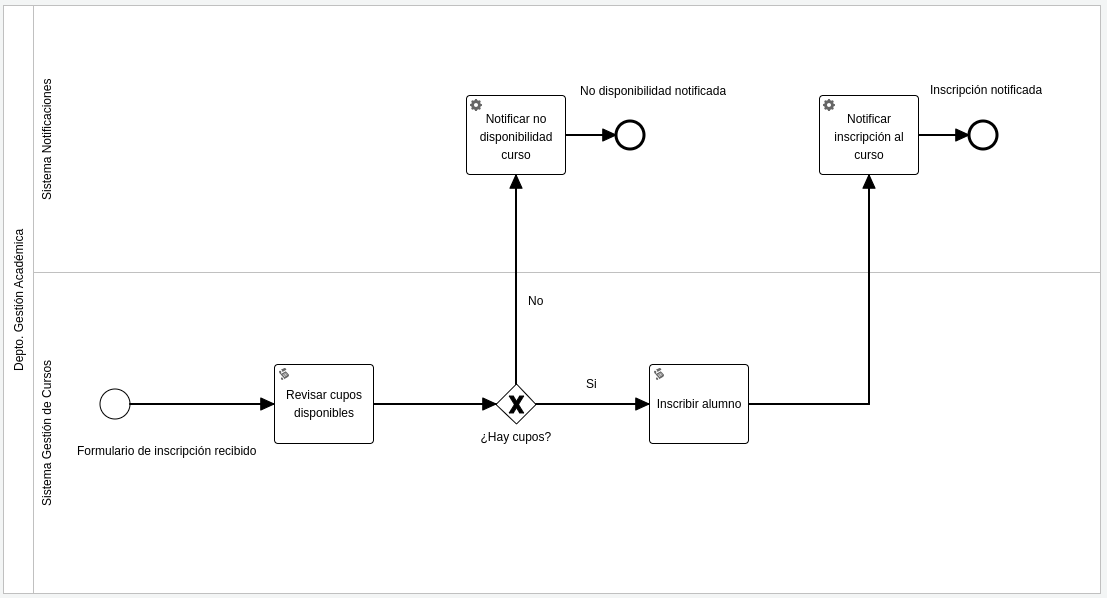 Depto. Gestión Académica
Sistema Notificaciones
Notificar no
disponibilidad
curso
No disponibilidad notificada
Notificar
inscripción al
curso
Inscripción notificada
Sistema Gestión de Cursos
Formulario de inscripción recibido
Revisar cupos
disponibles
¿Hay cupos?
No
Si
Inscribir alumno